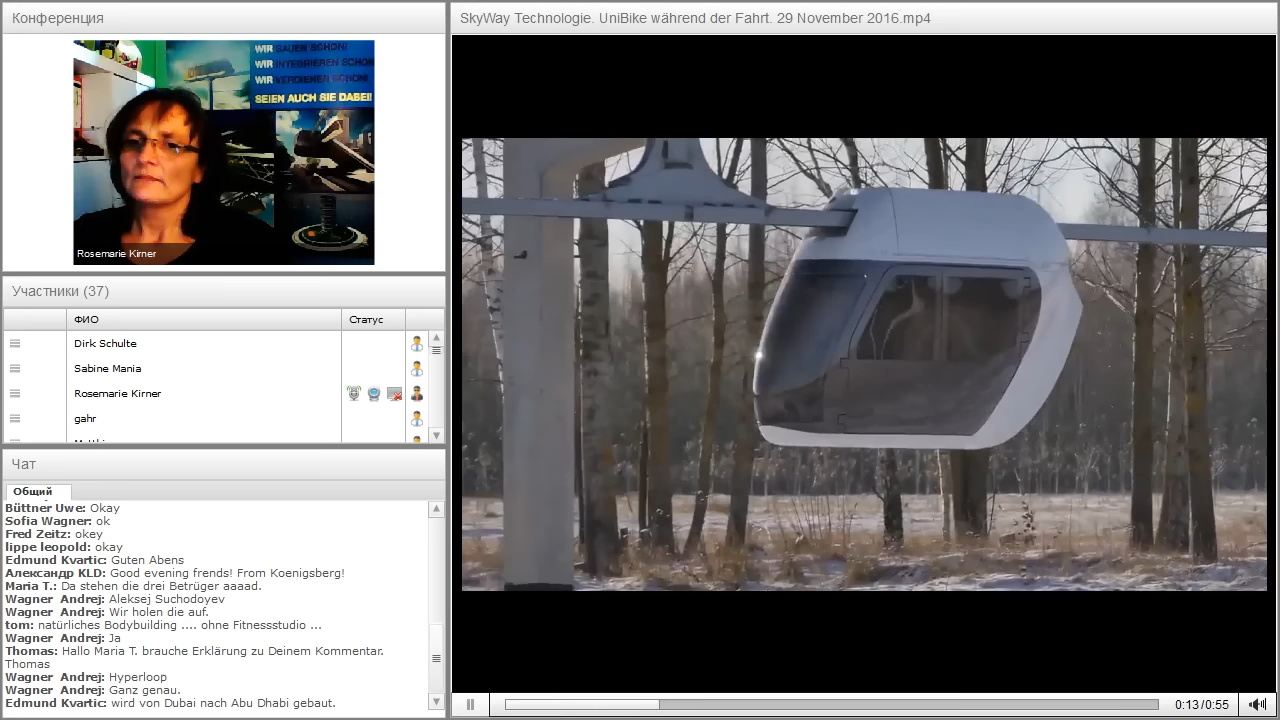 Конференция
WIR BAUEN SCHON!
WIR INTEGRIEREN SCHON
WIR VERDIENEN SCHON!
SEIEN AUCH SIE DABEI!
Rosemarie Kirner
Участники (37)
ФИО Статус
Dirk Schulte
Sabine Mania
Rosemarie Kirner
gahr
Чат
Общий
Büttner Uwe: Okay
Sofia Wagner: ok
Fred Zeitz: okey
lippe leopold: okay
Edmund Kvartic: Guten Abens
Александр KLD: Good evening frends! From Koenigsberg!
Maria T.: Da stehen die drei Betrüger aaaad.
Wagner Andrej: Aleksej Suchodoyev
Wagner Andrej: Wir holen die auf.
tom: natürliches Bodybuilding .... ohne Fitnessstudio ...
Wagner Andrej: Ja
Thomas: Hallo Maria T. brauche Erklärung zu Deinem Kommentar.
Thomas
Wagner Andrej: Hyperloop
Wagner Andrej: Ganz genau.
Edmund Kvartic: wird von Dubai nach Abu Dhabi gebaut.
SkyWay Technologie. UniBike während der Fahrt. 29 November 2016.mp4
0:13/0:55